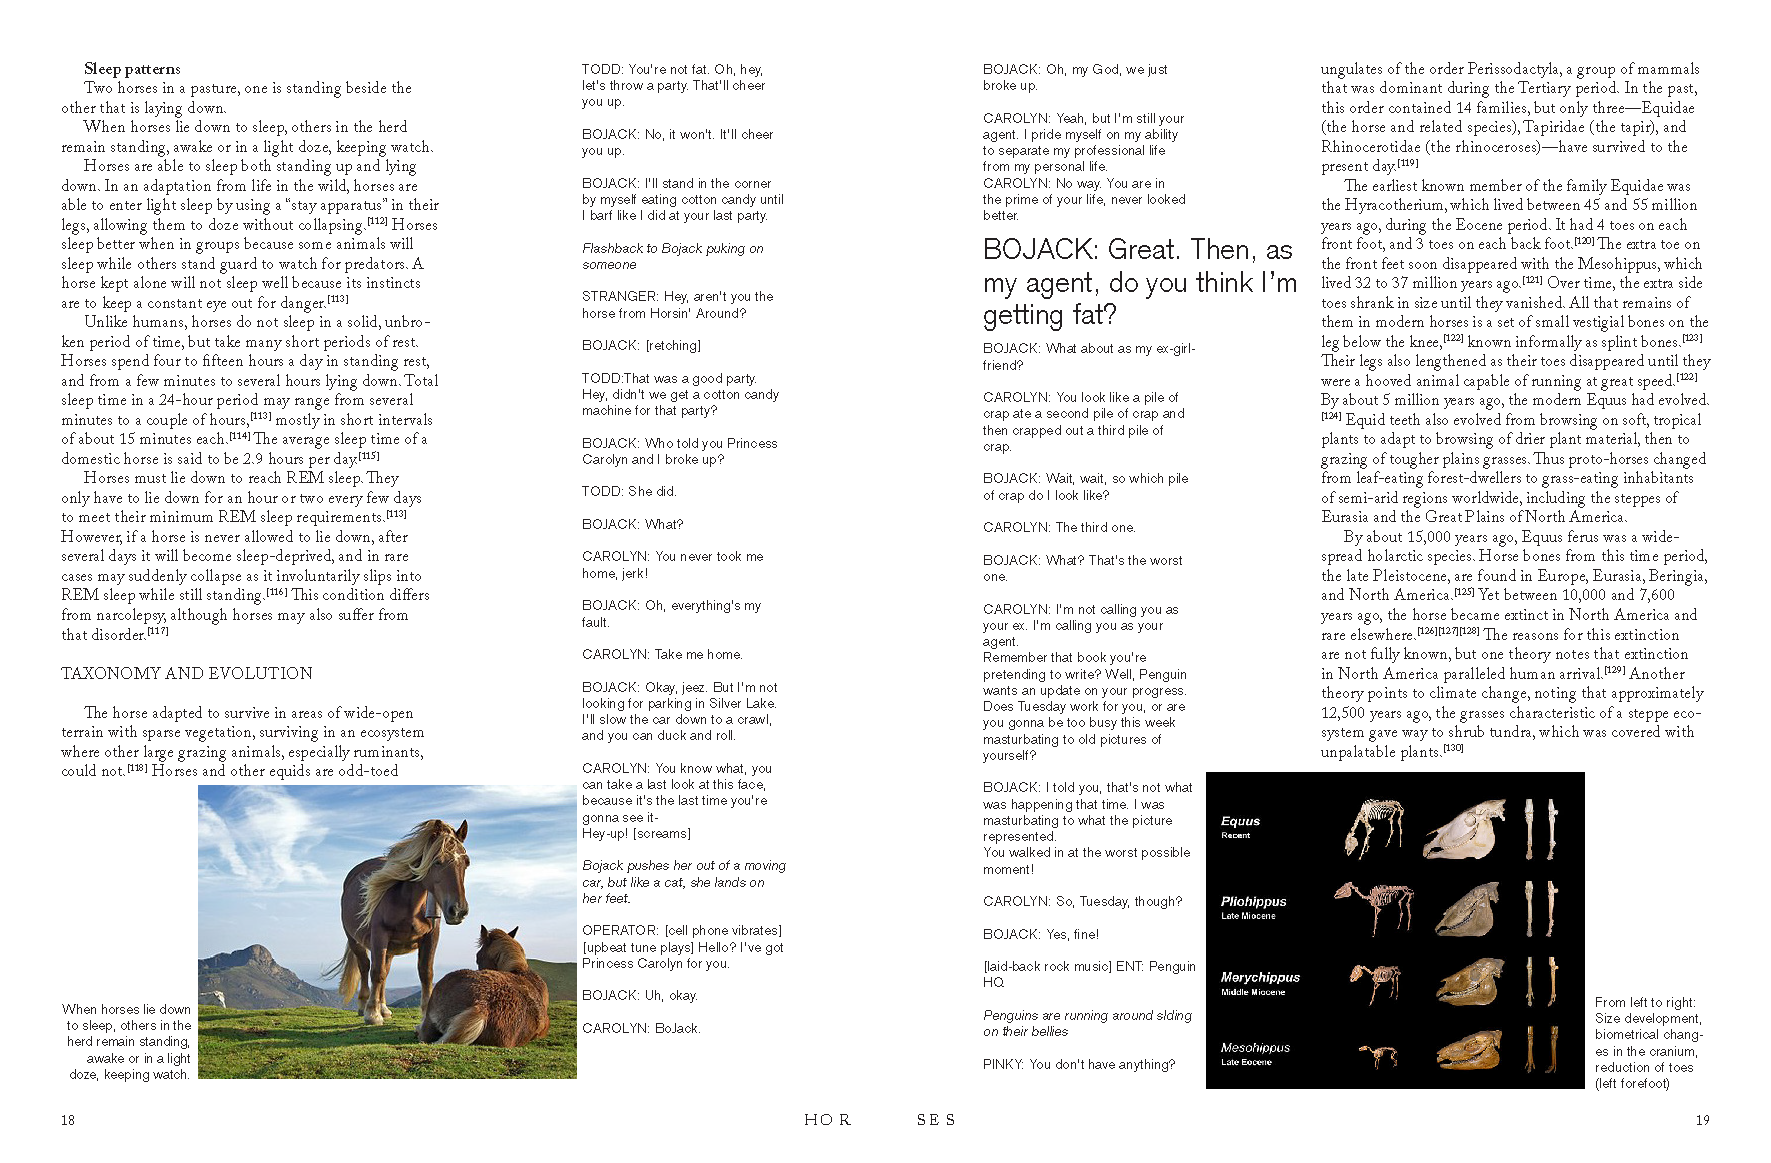 Sleep patterns
Two horses in a pasture, one is standing beside the
other that is laying down.
When horses lie down to sleep, others in the herd
remain standing, awake or in a light doze, keeping watch.
Horses are able to sleep both standing up and lying
down. In an adaptation from life in the wild, horses are
able to enter light sleep by using a “stay apparatus” in their
legs, allowing them to doze without collapsing.[112] Horses
sleep better when in groups because some animals will
sleep while others stand guard to watch for predators. A
horse kept alone will not sleep well because its instincts
are to keep a constant eye out for danger.[113]
Unlike humans, horses do not sleep in a solid, unbro-
ken period of time, but take many short periods of rest.
Horses spend four to fifteen hours a day in standing rest,
and from a few minutes to several hours lying down. Total
sleep time in a 24-hour period may range from several
minutes to a couple of hours,[113] mostly in short intervals
of about 15 minutes each.[114] The average sleep time of a
domestic horse is said to be 2.9 hours per day.[115]
Horses must lie down to reach REM sleep. They
only have to lie down for an hour or two every few days
to meet their minimum REM sleep requirements.[113]
However, if a horse is never allowed to lie down, after
several days it will become sleep-deprived, and in rare
cases may suddenly collapse as it involuntarily slips into
REM sleep while still standing.[116] This condition differs
from narcolepsy, although horses may also suffer from
that disorder.[117]
TAXONOMY AND EVOLUTION
The horse adapted to survive in areas of wide-open
terrain with sparse vegetation, surviving in an ecosystem
where other large grazing animals, especially ruminants,
could not.[118] Horses and other equids are odd-toed
When horses lie down
to sleep, others in the
herd remain standing,
awake or in a light
doze, keeping watch.
18
TODD: You're not fat. Oh, hey,
let's throw a party. That'll cheer
you up.
BOJACK: No, it won't. It'll cheer
you up.
BOJACK: I'll stand in the corner
by myself eating cotton candy until
I barf like I did at your last party.
Flashback to Bojack puking on
someone
STRANGER: Hey, aren't you the
horse from Horsin' Around?
BOJACK: [retching]
TODD:That was a good party.
Hey, didn't we get a cotton candy
machine for that party?
BOJACK: Who told you Princess
Carolyn and I broke up?
TODD: She did.
BOJACK: What?
CAROLYN: You never took me
home, jerk!
BOJACK: Oh, everything's my
fault.
CAROLYN: Take me home.
BOJACK: Okay, jeez. But I'm not
looking for parking in Silver Lake.
I'll slow the car down to a crawl,
and you can duck and roll.
CAROLYN: You know what, you
can take a last look at this face,
because it's the last time you're
gonna see it-
Hey-up! [screams]
Bojack pushes her out of a moving
car, but like a cat, she lands on
her feet.
OPERATOR: [cell phone vibrates]
[upbeat tune plays] Hello? I've got
Princess Carolyn for you.
BOJACK: Uh, okay.
CAROLYN: BoJack.
HOR
SES
BOJACK: Oh, my God, we just
broke up.
CAROLYN: Yeah, but I'm still your
agent. I pride myself on my ability
to separate my professional life
from my personal life.
CAROLYN: No way. You are in
the prime of your life, never looked
better.
BOJACK: Great. Then, as
my agent, do you think I'm
getting fat?
BOJACK: What about as my ex-girl-
friend?
CAROLYN: You look like a pile of
crap ate a second pile of crap and
then crapped out a third pile of
crap.
BOJACK: Wait, wait, so which pile
of crap do I look like?
CAROLYN: The third one.
BOJACK: What? That's the worst
one.
CAROLYN: I'm not calling you as
your ex. I'm calling you as your
agent.
Remember that book you're
pretending to write? Well, Penguin
wants an update on your progress.
Does Tuesday work for you, or are
you gonna be too busy this week
masturbating to old pictures of
yourself?
BOJACK: I told you, that's not what
was happening that time. I was
masturbating to what the picture
represented.
You walked in at the worst possible
moment!
CAROLYN: So, Tuesday, though?
BOJACK: Yes, fine!
[laid-back rock music] ENT: Penguin
HQ.
Penguins are running around slding
on their bellies
PINKY: You don't have anything?
ungulates of the order Perissodactyla, a group of mammals
that was dominant during the Tertiary period. In the past,
this order contained 14 families, but only three—Equidae
(the horse and related species), Tapiridae (the tapir), and
Rhinocerotidae (the rhinoceroses)—have survived to the
present day.[119]
The earliest known member of the family Equidae was
the Hyracotherium, which lived between 45 and 55 million
years ago, during the Eocene period. It had 4 toes on each
front foot, and 3 toes on each back foot.[120] The extra toe on
the front feet soon disappeared with the Mesohippus, which
lived 32 to 37 million years ago.[121] Over time, the extra side
toes shrank in size until they vanished. All that remains of
them in modern horses is a set of small vestigial bones on the
leg below the knee,[122] known informally as splint bones.[123]
Their legs also lengthened as their toes disappeared until they
were a hooved animal capable of running at great speed.[122]
By about 5 million years ago, the modern Equus had evolved.
[124] Equid teeth also evolved from browsing on soft, tropical
plants to adapt to browsing of drier plant material, then to
grazing of tougher plains grasses. Thus proto-horses changed
from leaf-eating forest-dwellers to grass-eating inhabitants
of semi-arid regions worldwide, including the steppes of
Eurasia and the Great Plains of North America.
By about 15,000 years ago, Equus ferus was a wide-
spread holarctic species. Horse bones from this time period,
the late Pleistocene, are found in Europe, Eurasia, Beringia,
and North America.[125] Yet between 10,000 and 7,600
years ago, the horse became extinct in North America and
rare elsewhere.[126][127][128] The reasons for this extinction
are not fully known, but one theory notes that extinction
in North America paralleled human arrival.[129] Another
theory points to climate change, noting that approximately
12,500 years ago, the grasses characteristic of a steppe eco-
system gave way to shrub tundra, which was covered with
unpalatable plants.[130]
Equus
Recent
Pliohippus
Late Miocene
Merychippus
Middle Miocene
Mesohippus
Late Eocene
From left to right:
Size development,
biometrical chang-
es in the cranium,
reduction of toes
(left forefoot)
19